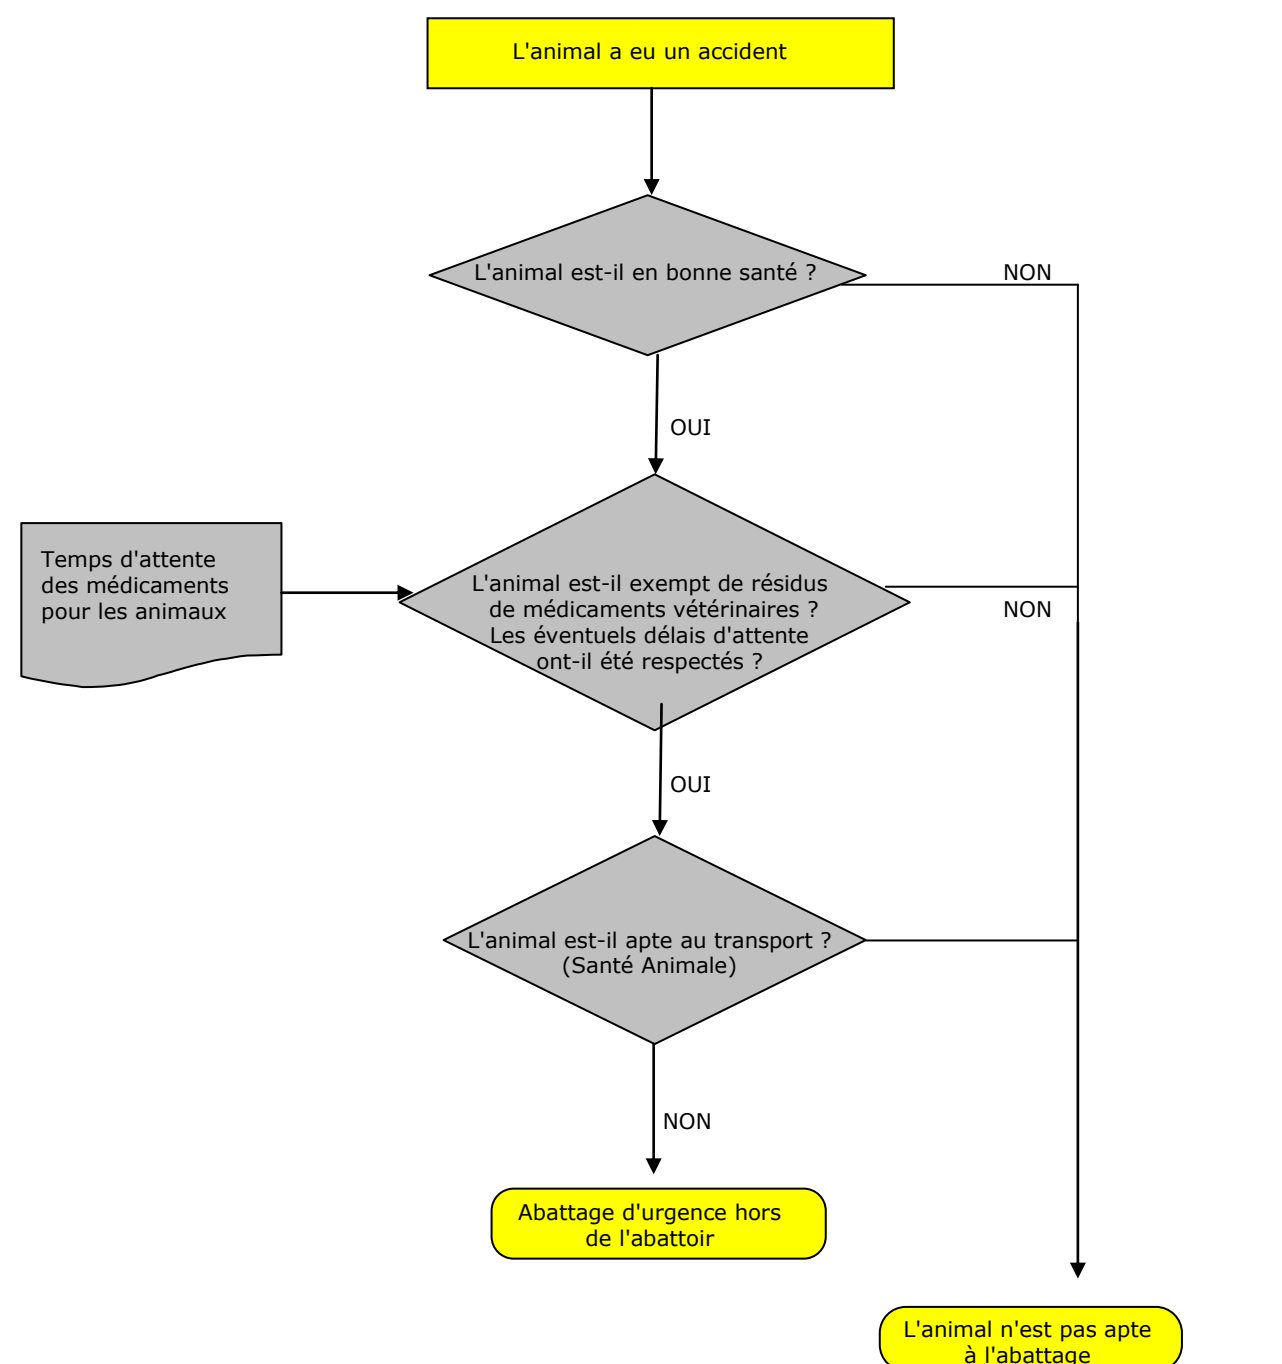 L'animal a eu un accident
L'animal est-il en bonne santé ?
NON
OUI
Temps d'attente
des médicaments
pour les animaux
L'animal est-il exempt de résidus
de médicaments vétérinaires ?
Les éventuels délais d'attente
ont-il été respectés ?
NON
OUI
L'animal est-il apte au transport ?
(Santé Animale)
NON
Abattage d'urgence hors
de l'abattoir
L'animal n'est pas apte
à l'abattage